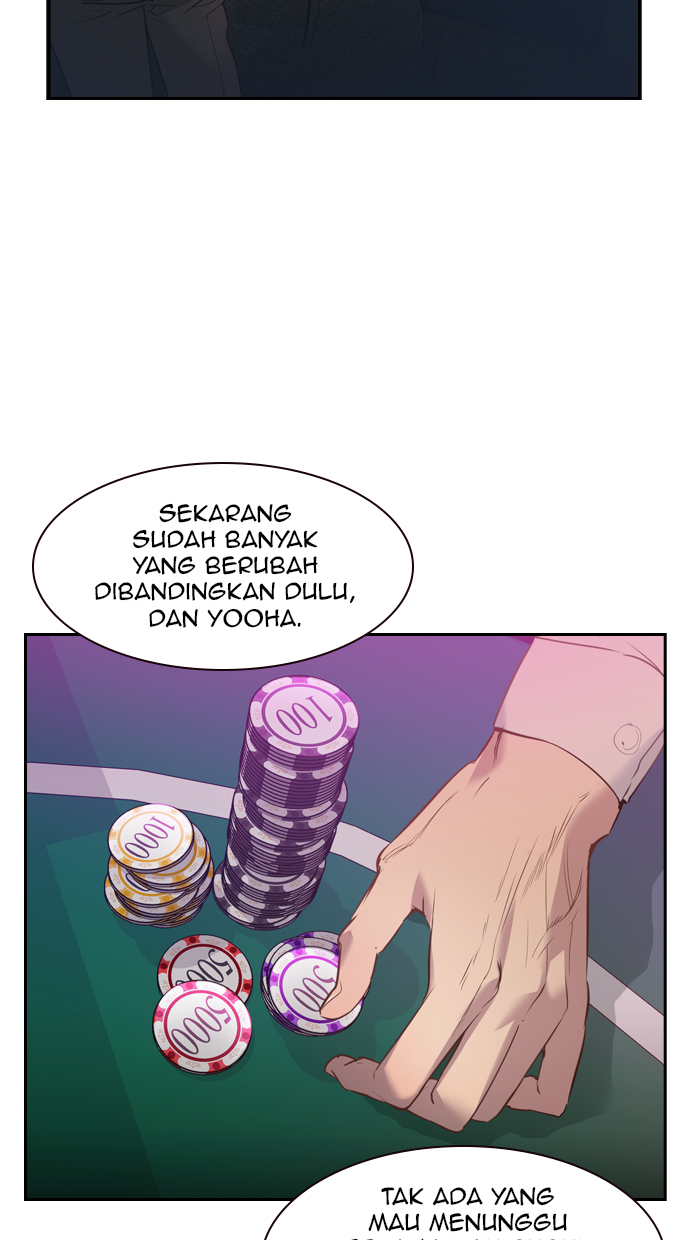 SEKARANG
SUDAH BANYAK
YANG BERUBAH
DIBANDINGKAN DULU,
DAN YOOHA.
100
1000
5000
5000
500
TAK ADA YANG
MAU MENUNGGU